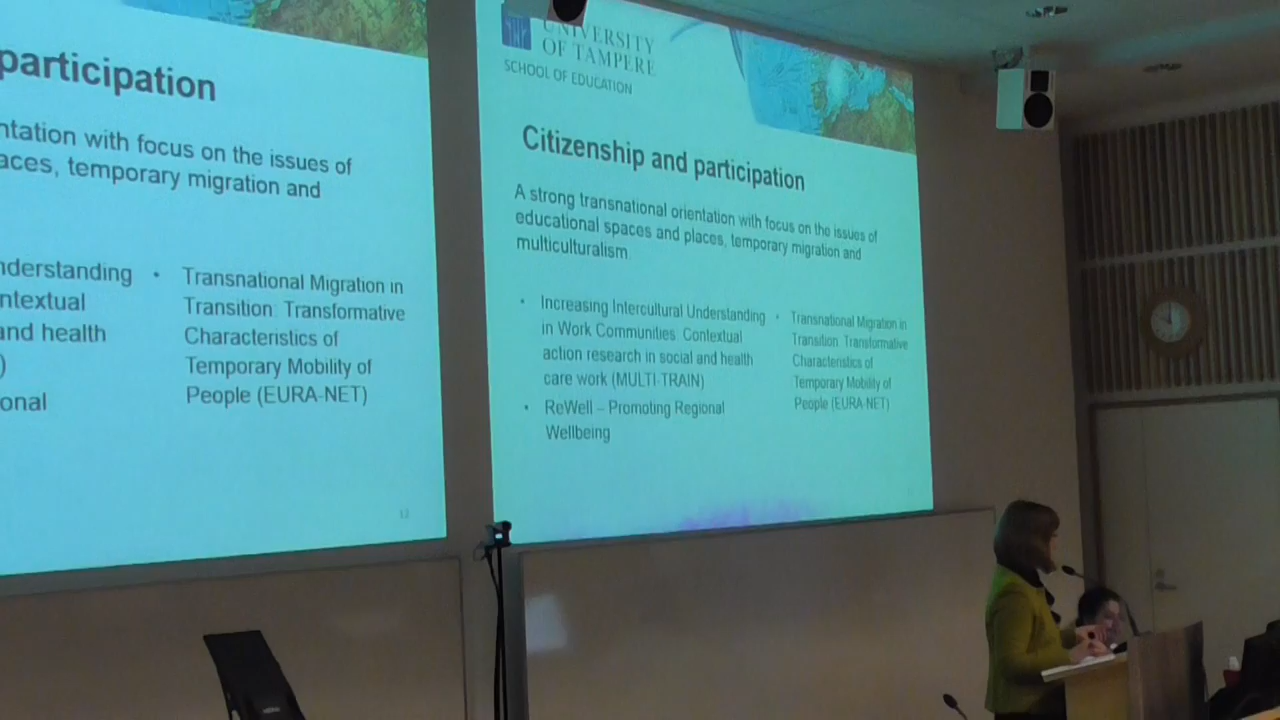 participation
ntation with focus on the issues of
aces, temporary migration and
nderstanding
ntextual
and health
)
onal
• Transnational Migration in
Transition: Transformative
Characteristics of
Temporary Mobility of
People (EURA-NET)
12
UNIVERSITY
OF TAMPERE
SCHOOL OF EDUCATION
Citizenship and participation
A strong transnational orientation with focus on the issues of
educational spaces and places, temporary migration and
multiculturalism
• Increasing Intercultural Understanding
in Work Communities: Contextual
action research in social and health
care work (MULTI-TRAIN)
• ReWell – Promoting Regional
Wellbeing
• Transnational Migration in
Transition: Transformative
Characteristics of
Temporary Mobility of
People (EURA-NET)